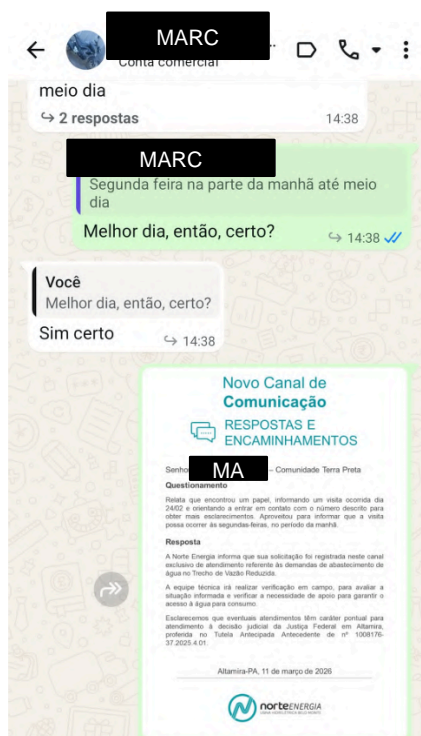 MARC
Conta comercial
meio dia
2 respostas
14:38
MARC
Segunda feira na parte da manhã até meio
dia
Melhor dia, então, certo?
14:38
Você
Melhor dia, então, certo?
Sim certo
14:38
Novo Canal de
Comunicação
RESPOSTAS E
ENCAMINHAMENTOS
Senho MA – Comunidade Terra Preta
Questionamento
Relata que encontrou um papel, informando um visita ocorrida dia
24/02 e orientando a entrar em contato com o número descrito para
obter mais esclarecimentos. Aproveitou para informar que a visita
possa ocorrer às segundas-feiras, no período da manhã.
Resposta
A Norte Energia informa que sua solicitação foi registrada neste canal
exclusivo de atendimento referente às demandas de abastecimento de
água no Trecho de Vazão Reduzida.
A equipe técnica irá realizar verificação em campo, para avaliar a
situação informada e verificar a necessidade de apoio para garantir o
acesso à água para consumo.
Esclarecemos que eventuais atendimentos têm caráter pontual para
atendimento à decisão judicial da Justiça Federal em Altamira,
proferida no Tutela Antecipada Antecedente de nº 1008176-
37.2025.4.01.
Altamira-PA, 11 de março de 2026
norteENERGIA